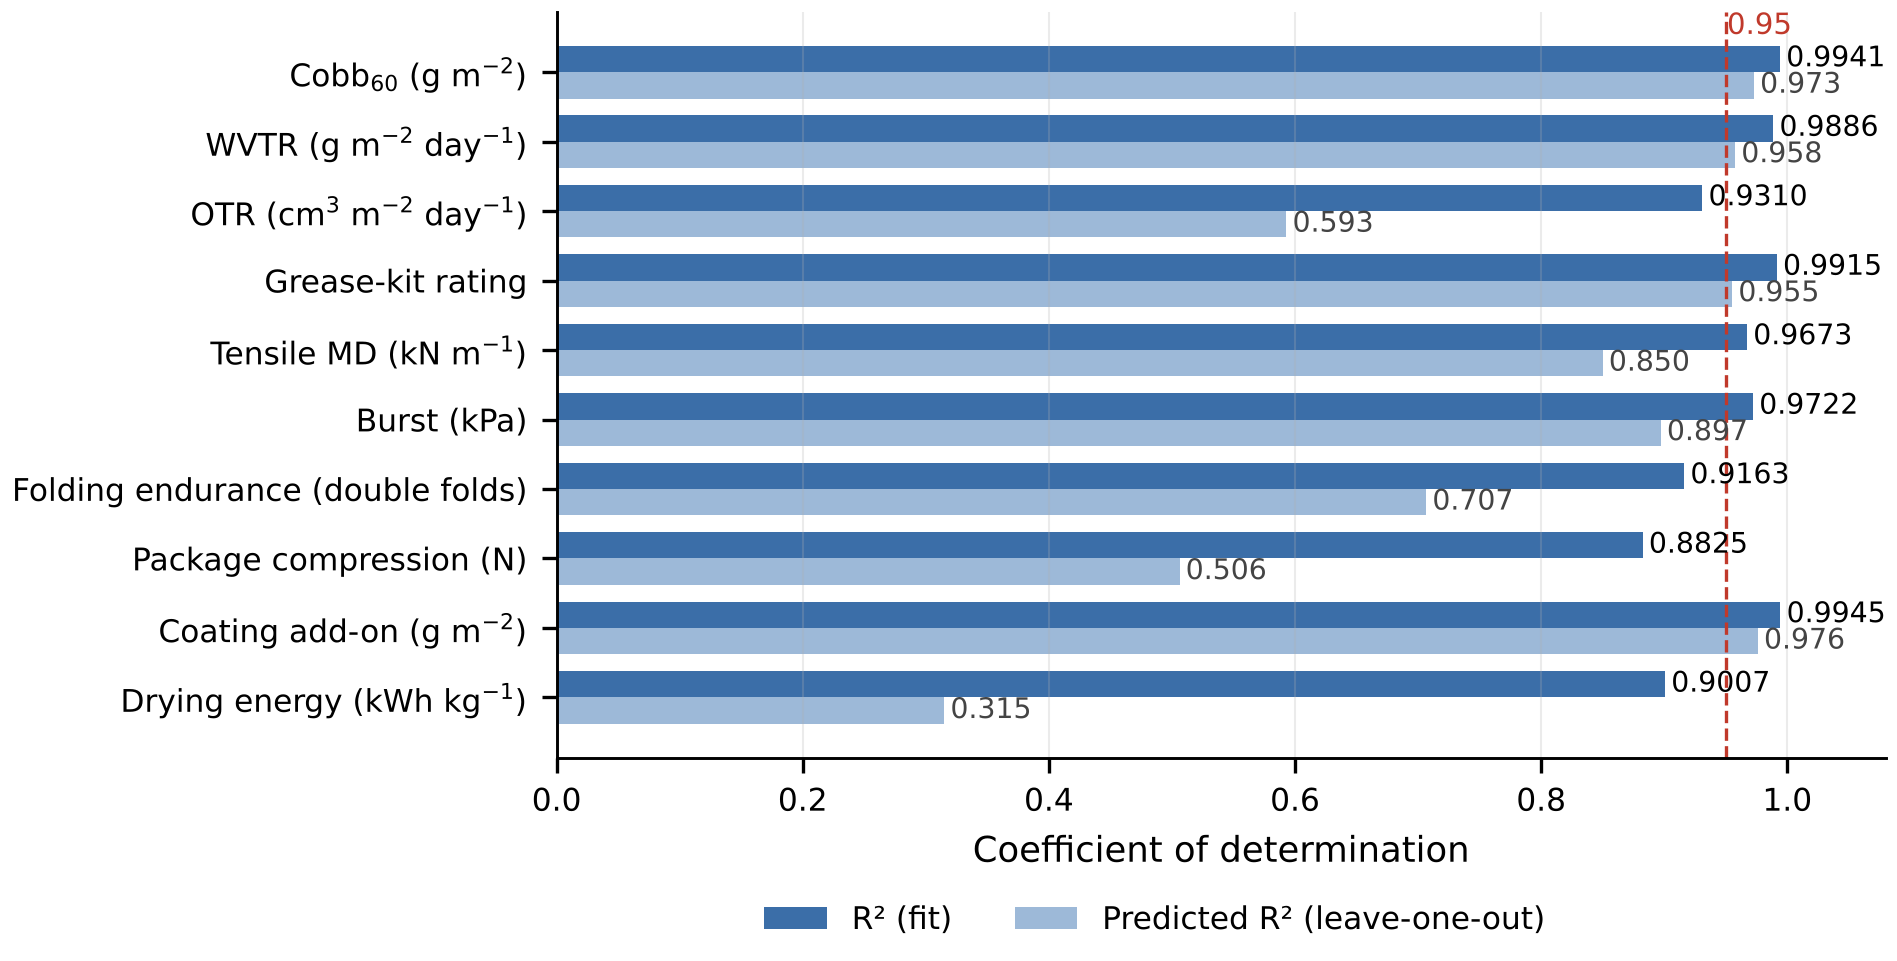 0.95
Cobb₆₀ (g m⁻²) 0.9941
0.973
WVTR (g m⁻² day⁻¹) 0.9886
0.958
OTR (cm³ m⁻² day⁻¹) 0.9310
0.593
Grease-kit rating 0.9915
0.955
Tensile MD (kN m⁻¹) 0.9673
0.850
Burst (kPa) 0.9722
0.897
Folding endurance (double folds) 0.9163
0.707
Package compression (N) 0.8825
0.506
Coating add-on (g m⁻²) 0.9945
0.976
Drying energy (kWh kg⁻¹) 0.9007
0.315
0.0 0.2 0.4 0.6 0.8 1.0
Coefficient of determination
R² (fit) Predicted R² (leave-one-out)